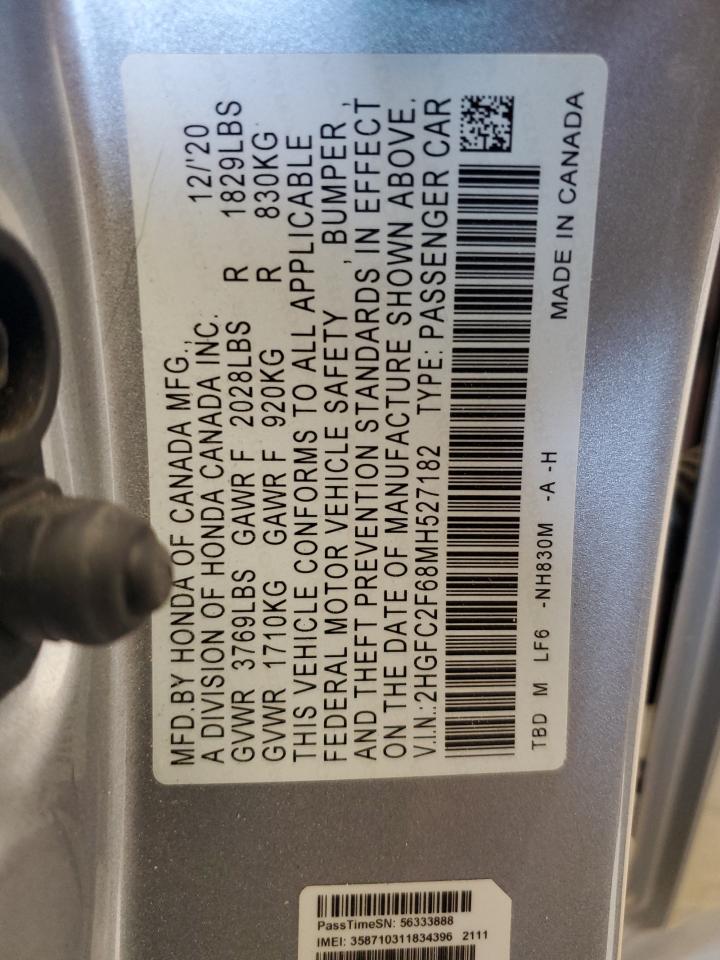 MFD.BY HONDA OF CANADA MFG., 12/'20
A DIVISION OF HONDA CANADA INC.
GVWR 3769LBS GAWR F 2028LBS R 1829LBS
GVWR 1710KG GAWR F 920KG R 830KG
THIS VEHICLE CONFORMS TO ALL APPLICABLE
FEDERAL MOTOR VEHICLE SAFETY , BUMPER ,
AND THEFT PREVENTION STANDARDS IN EFFECT
ON THE DATE OF MANUFACTURE SHOWN ABOVE.
V.I.N.:2HGFC2F68MH527182 TYPE: PASSENGER CAR
TBD M LF6 -NH830M -A -H
MADE IN CANADA
PassTimeSN: 56333888
IMEI: 358710311834396 2111